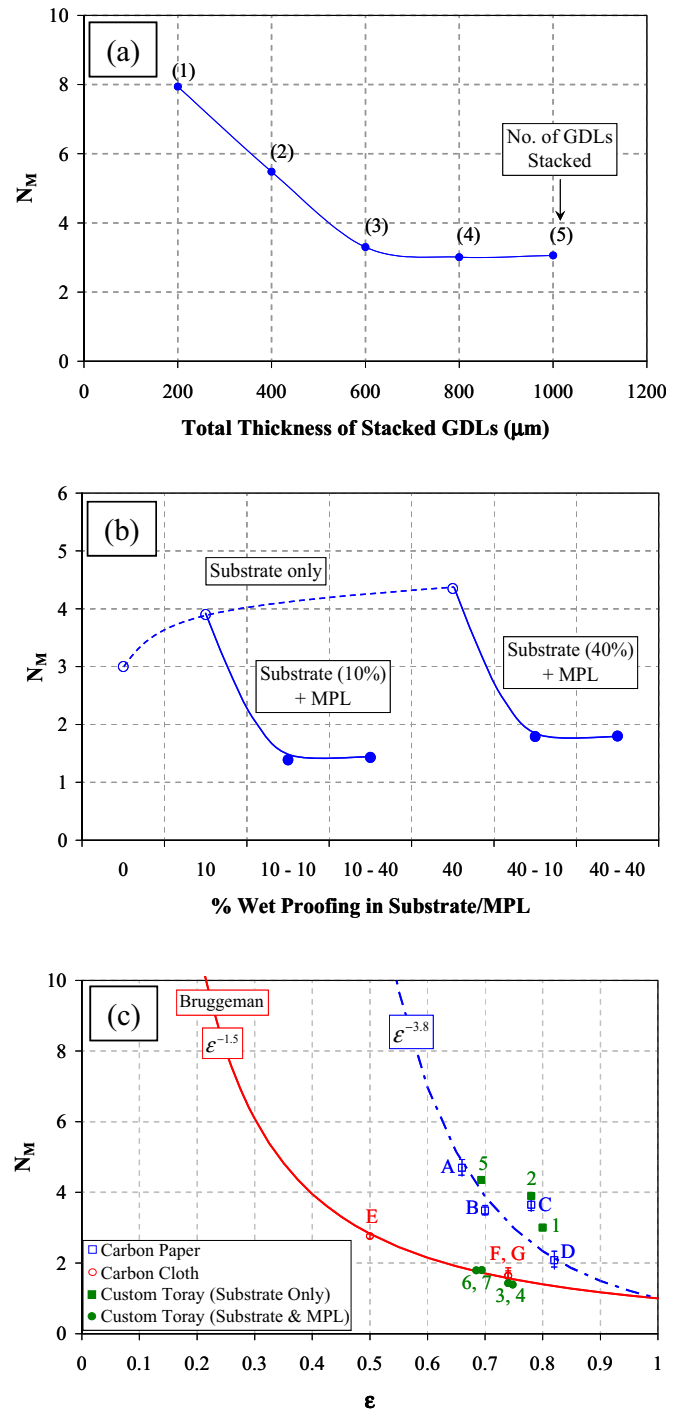 (a)
10
8
6
4
2
0
N_M
(1)
(2)
(3)
(4)
(5)
No. of GDLs
Stacked
0 200 400 600 800 1000 1200
Total Thickness of Stacked GDLs (μm)
(b)
6
5
4
3
2
1
0
N_M
Substrate only
Substrate (10%)
+ MPL
Substrate (40%)
+ MPL
0 10 10 - 10 10 - 40 40 40 - 10 40 - 40
% Wet Proofing in Substrate/MPL
(c)
10
8
6
4
2
0
N_M
Bruggeman
ε^−1.5
ε^−3.8
A
5
B
2
C
1
E
F, G
D
6, 7
3, 4
Carbon Paper
Carbon Cloth
Custom Toray (Substrate Only)
Custom Toray (Substrate & MPL)
0 0.1 0.2 0.3 0.4 0.5 0.6 0.7 0.8 0.9 1
ε